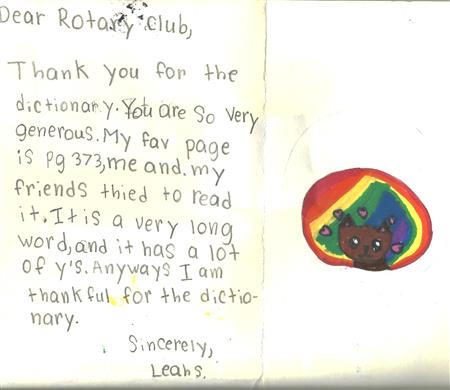 Dear Rotary Club,
Thank you for the
dictionary. You are so very
generous. My fav page
is pg 373, me and. my
friends thied to read
it. It is a very long
word, and it has a lot
of y's. Anyways I am
thankful for the dictio-
nary.
Sincerely,
Leahs.